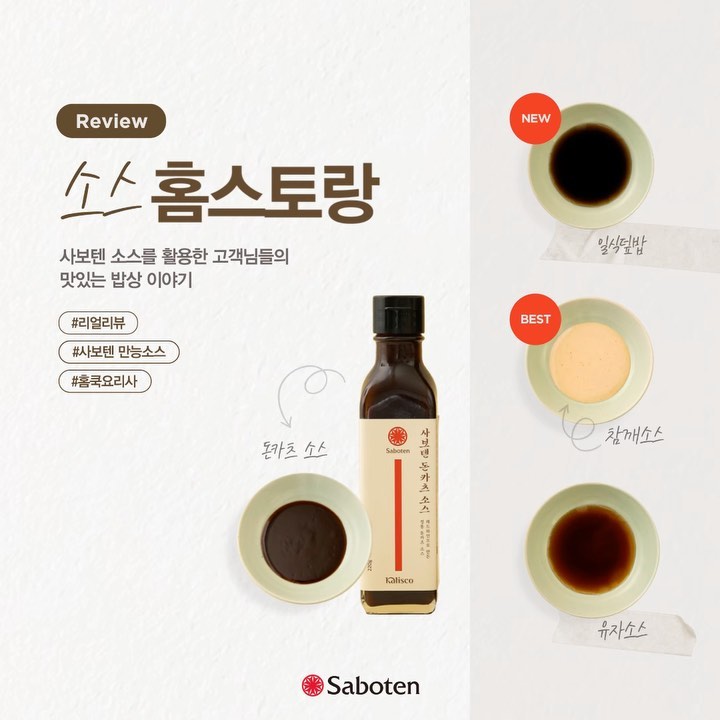 Review
소스 홈스토랑
사보텐 소스를 활용한 고객님들의
맛있는 밥상 이야기
#리얼리뷰
#사보텐 만능소스
#홈쿡요리사
돈카츠 소스
Saboten
사보텐 돈카츠 소스
Kalisco
NEW
일식덮밥
BEST
참깨소스
유자소스
Saboten